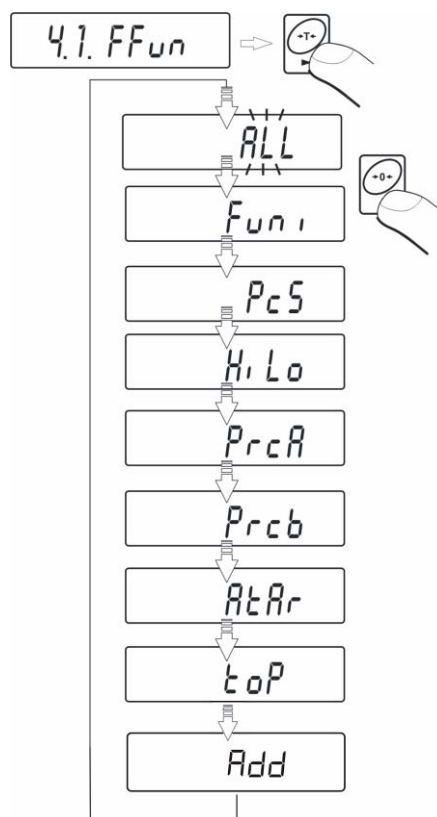 4.1. FFun
→T←
ALL
→0←
Funi
PcS
HiLo
PrcA
Prcb
AtAr
toP
Add